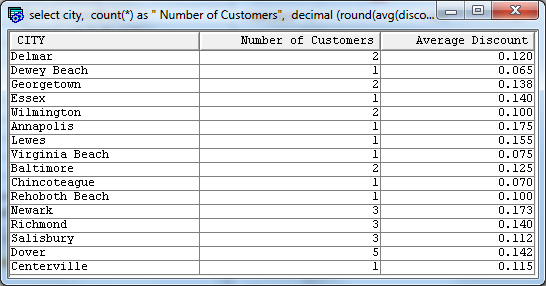 select city, count(*) as " Number of Customers", decimal (round(avg(disco...
CITY Number of Customers Average Discount
Delmar 2 0.120
Dewey Beach 1 0.065
Georgetown 2 0.138
Essex 1 0.140
Wilmington 2 0.100
Annapolis 1 0.175
Lewes 1 0.155
Virginia Beach 1 0.075
Baltimore 2 0.125
Chincoteague 1 0.070
Rehoboth Beach 1 0.100
Newark 3 0.173
Richmond 3 0.140
Salisbury 3 0.112
Dover 5 0.142
Centerville 1 0.115